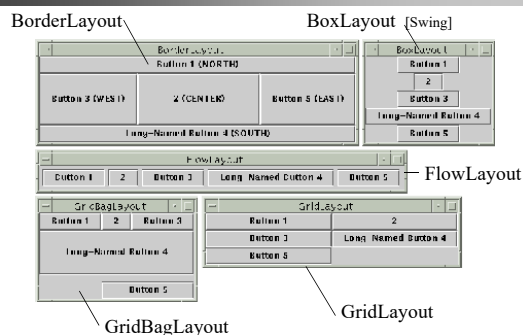 BorderLayout
BoxLayout [Swing]
BorderLayout
Button 1 (NORTH)
Button 3 (WEST)
2 (CENTER)
Button 5 (EAST)
Long-Named Button 4 (SOUTH)
BoxLayout
Button 1
2
Button 3
Long-Named Button 4
Button 5
FlowLayout
Button 1
2
Button 3
Long-Named Button 4
Button 5
FlowLayout
GridBagLayout
Button 1
2
Button 3
Long-Named Button 4
Button 5
GridLayout
Button 1
2
Button 3
Long-Named Button 4
Button 5
GridBagLayout
GridLayout